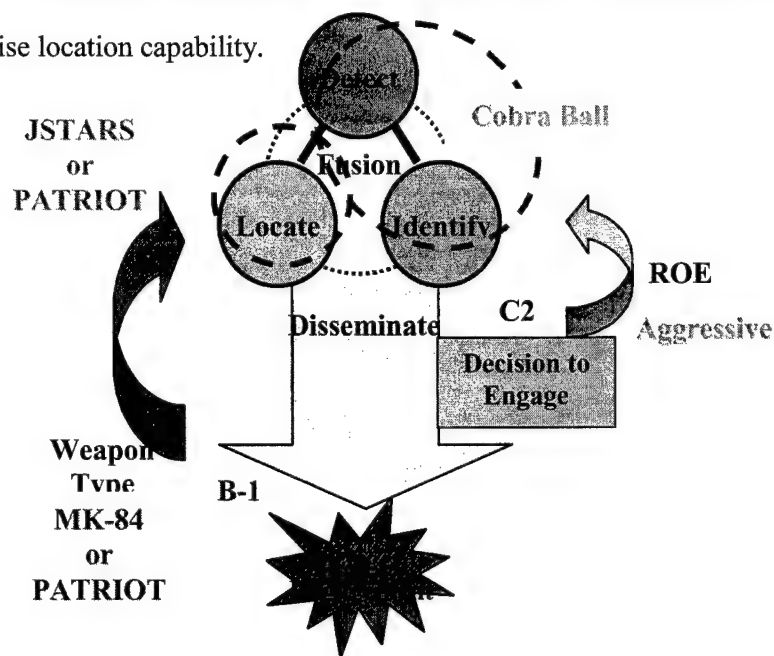 ise location capability.
Detect
Cobra Ball
JSTARS
or
PATRIOT
Fusion
Locate
Identify
ROE
C2
Disseminate
Aggressive
Decision to
Engage
Weapon
Type
B-1
MK-84
or
PATRIOT